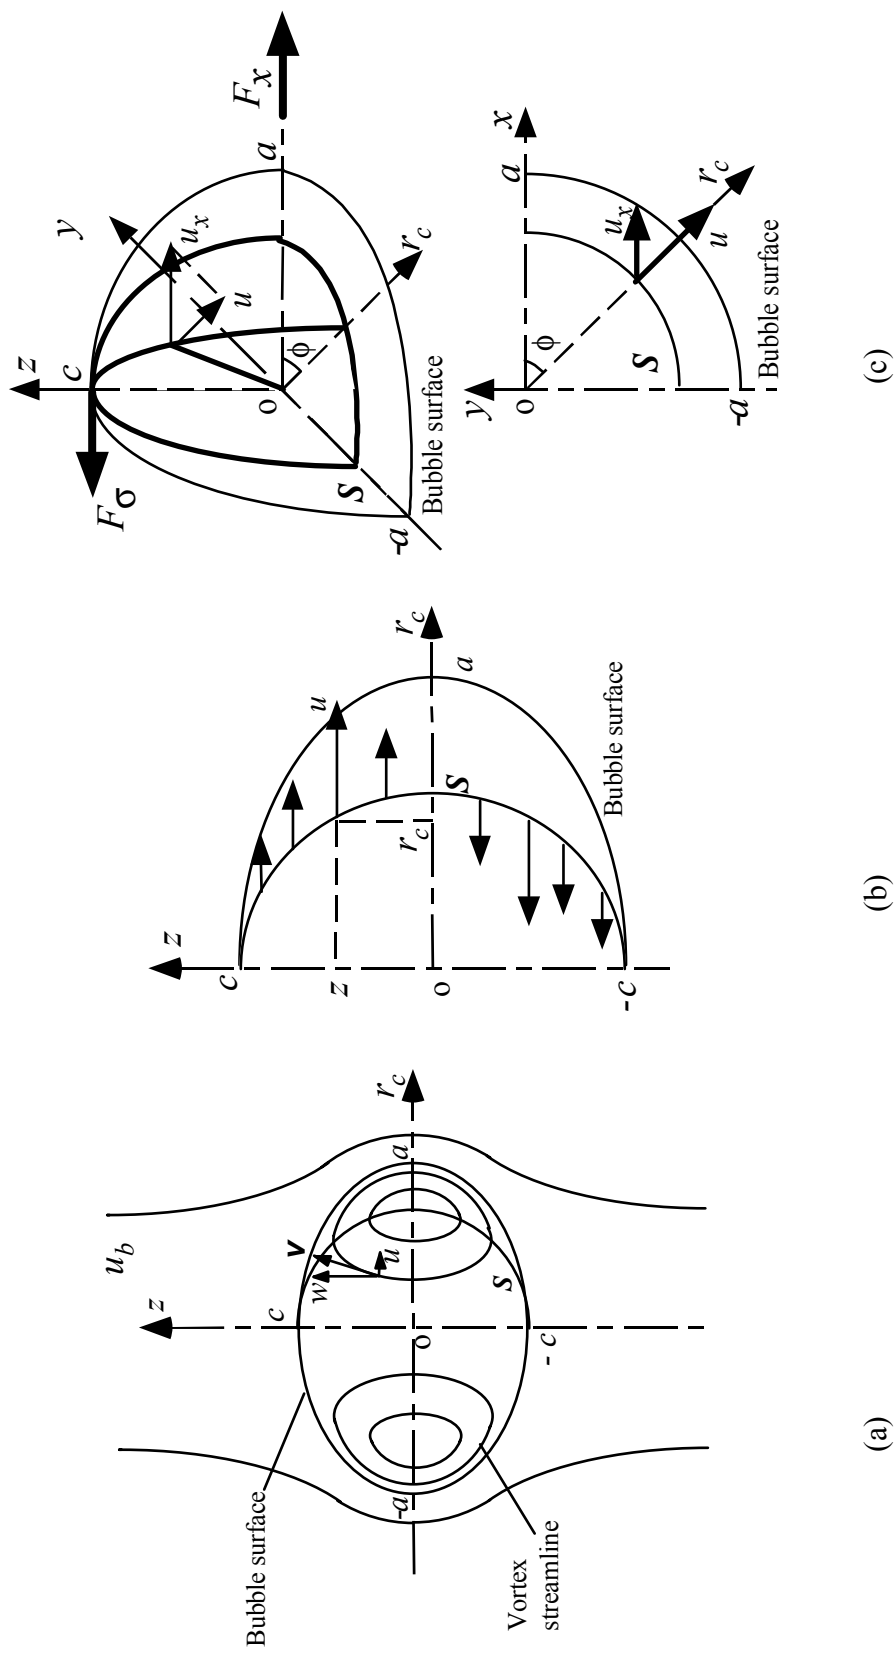 u_b
z
c
w
v
u
a
r_c
o
S
-a
-c
Bubble surface
Vortex
streamline
(a)
z
c
u
r_c
z
S
r_c
a
o
-c
Bubble surface
(b)
z
c
F_σ
y
u_x
u
F_x
a
o
ϕ
r_c
S
-a
Bubble surface
y
o
ϕ
a
x
u_x
u
r_c
S
-a
Bubble surface
(c)